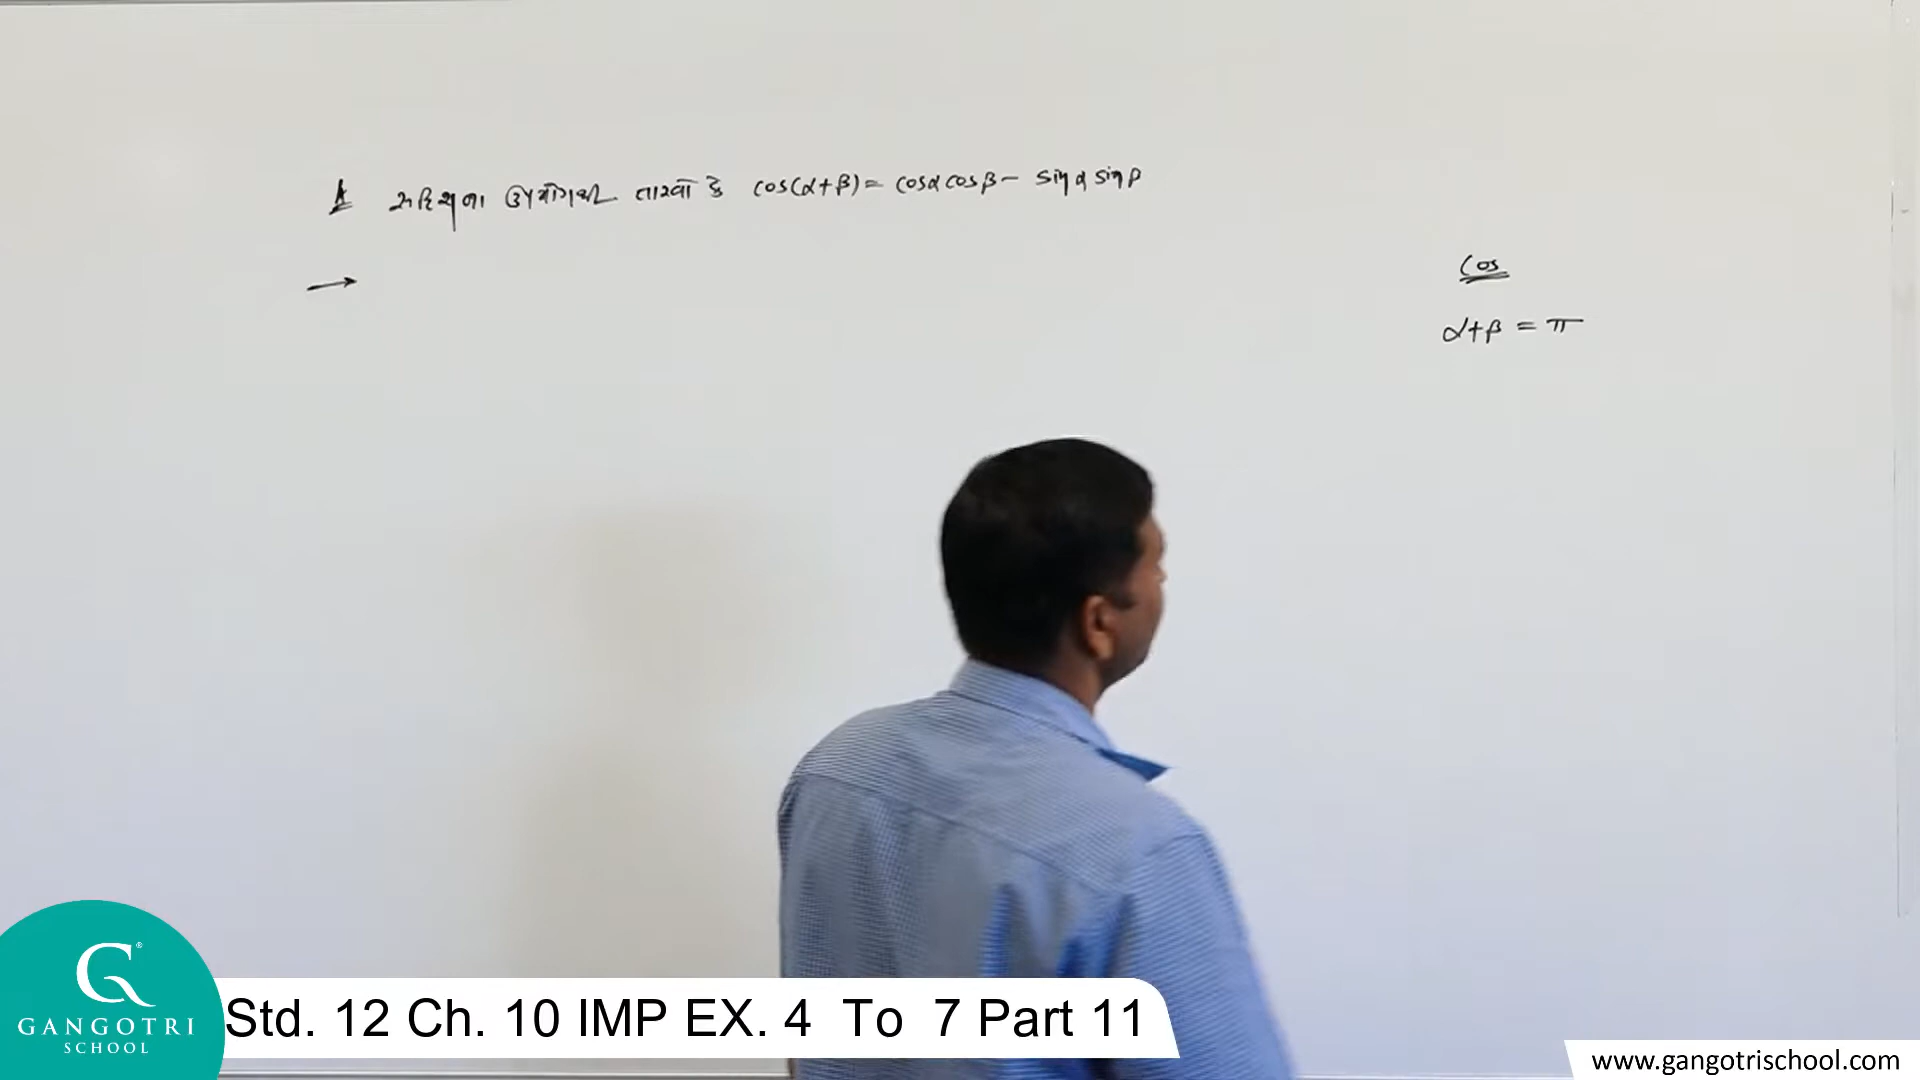 સદિશના ઉપયોગથી તારવો કે cos(α+β) = cosα cosβ − sinα sinβ
→
Cos
α+β = π
G®
GANGOTRI
SCHOOL
Std. 12 Ch. 10 IMP EX. 4 To 7 Part 11
www.gangotrischool.com